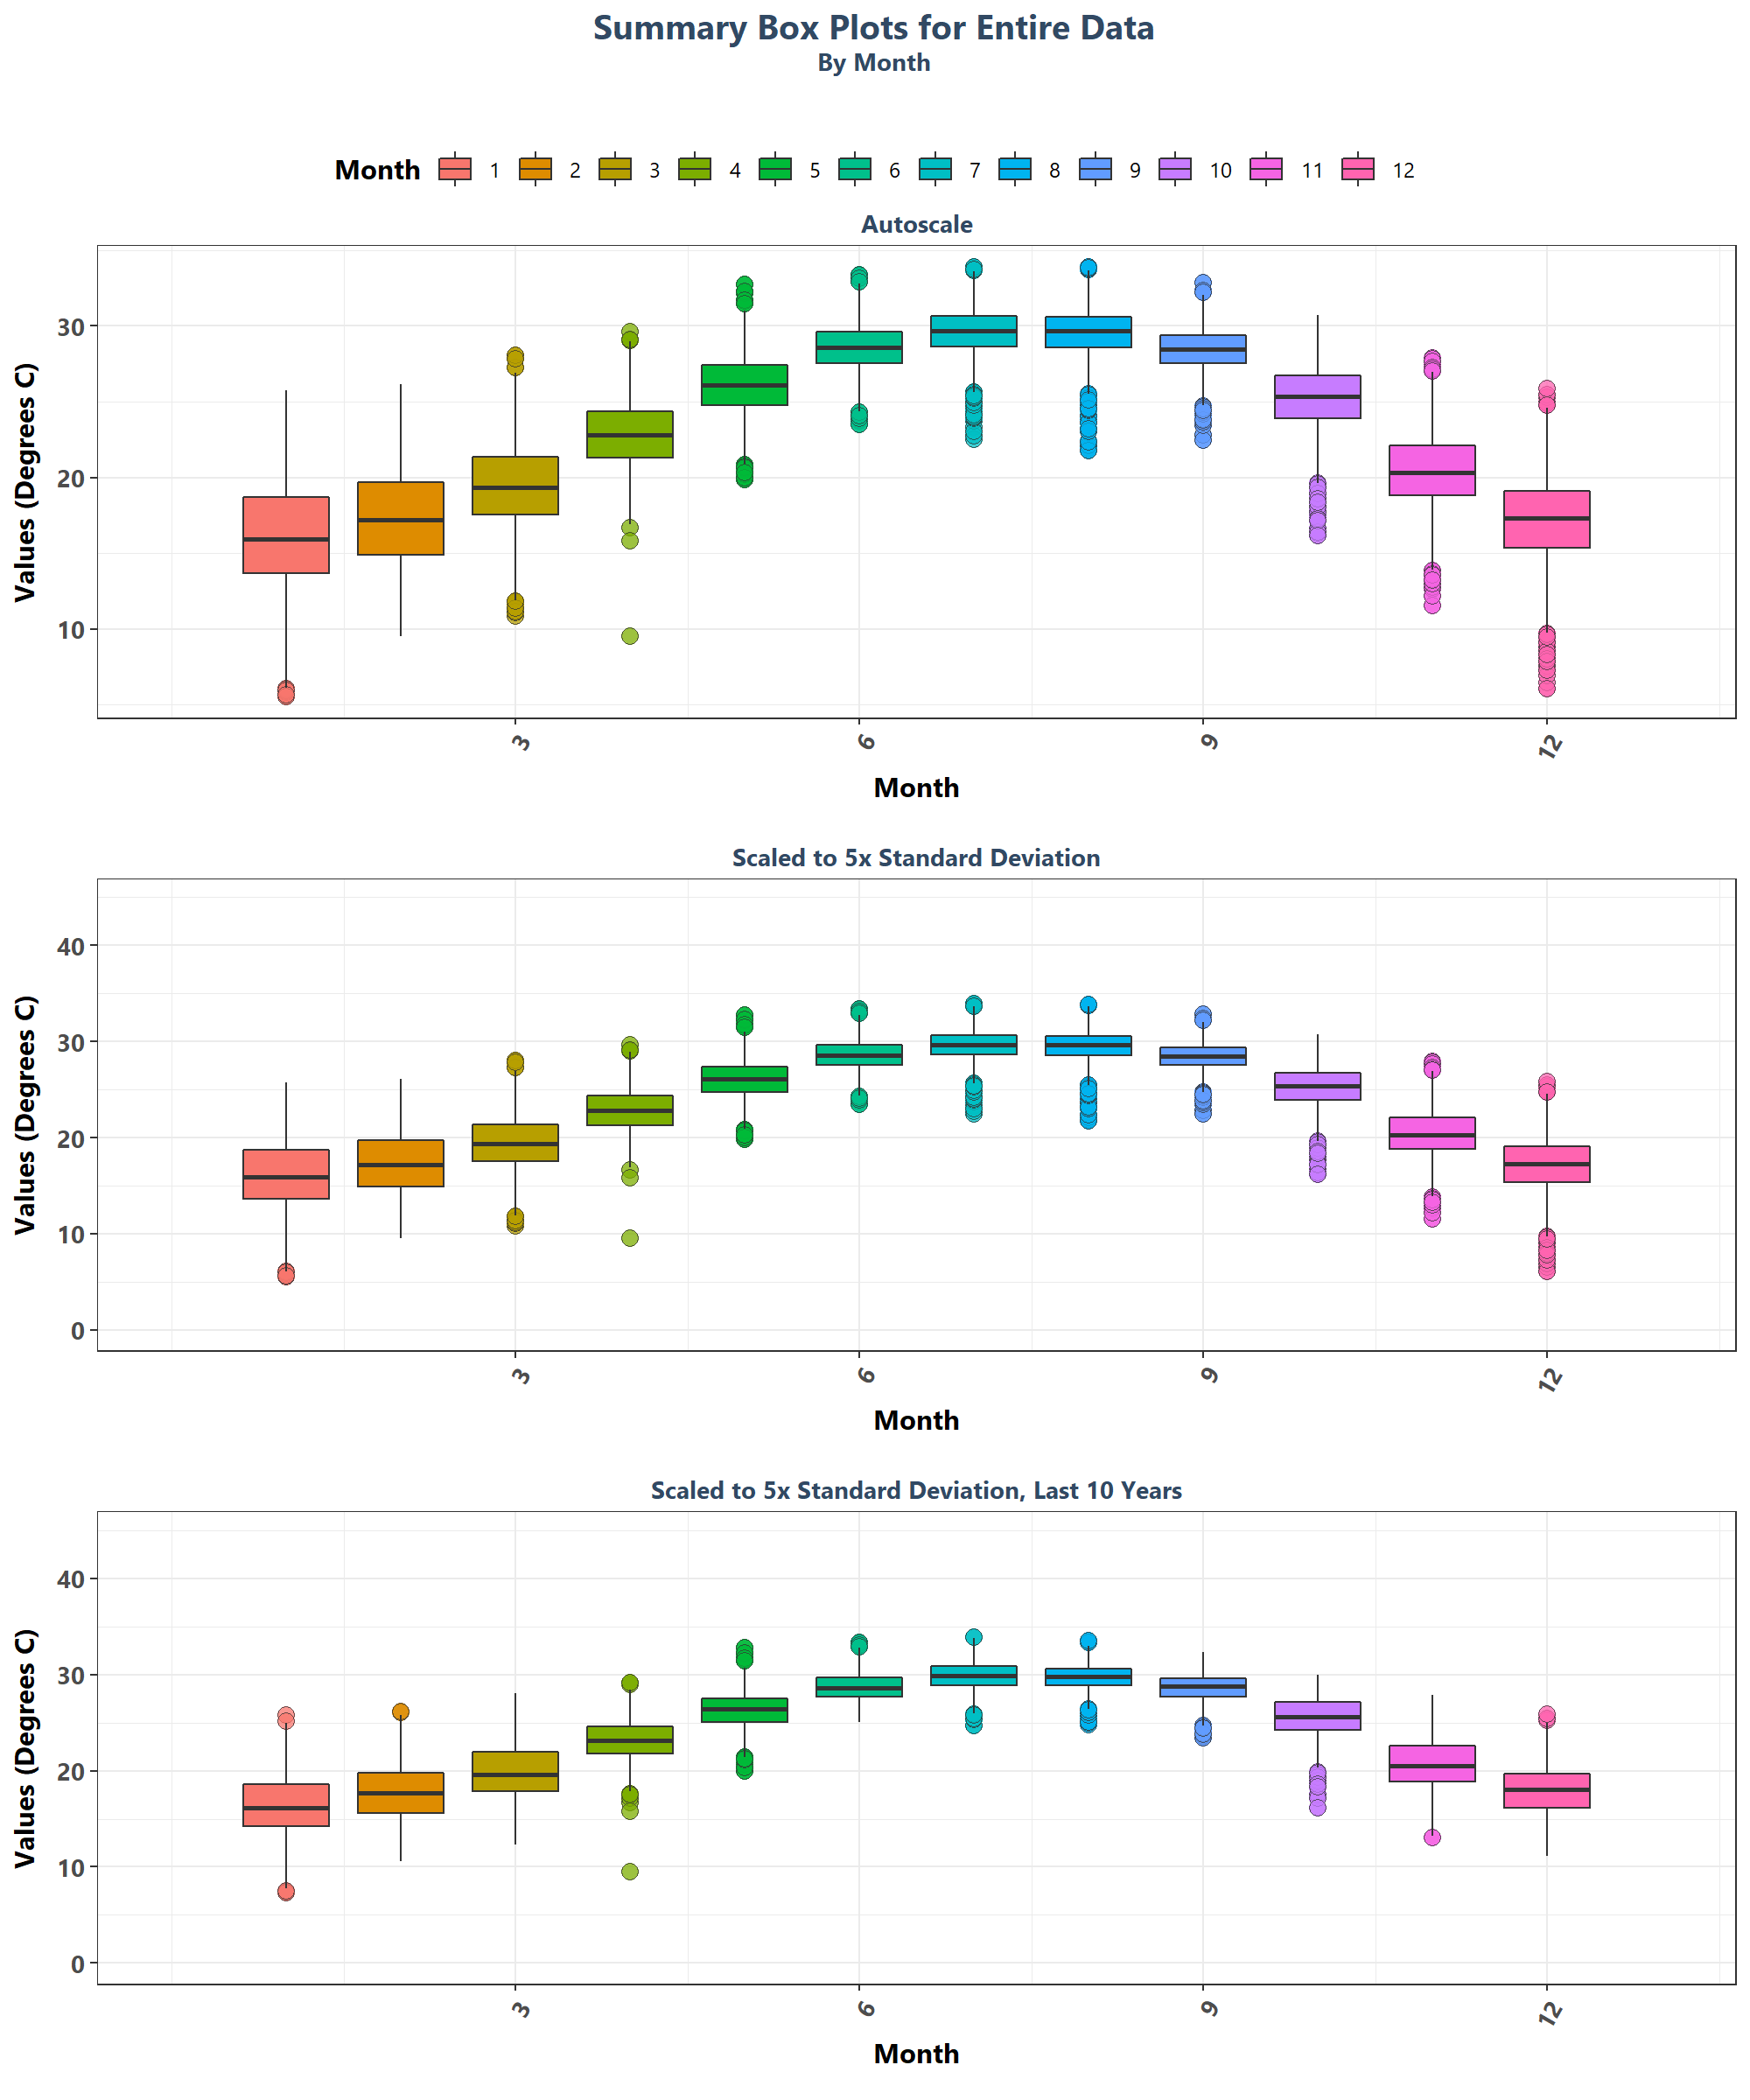 Summary Box Plots for Entire Data
By Month
Month 1 2 3 4 5 6 7 8 9 10 11 12
Autoscale
Values (Degrees C)
30
20
10
3 6 9 12
Month
Scaled to 5x Standard Deviation
Values (Degrees C)
40
30
20
10
0
3 6 9 12
Month
Scaled to 5x Standard Deviation, Last 10 Years
Values (Degrees C)
40
30
20
10
0
3 6 9 12
Month